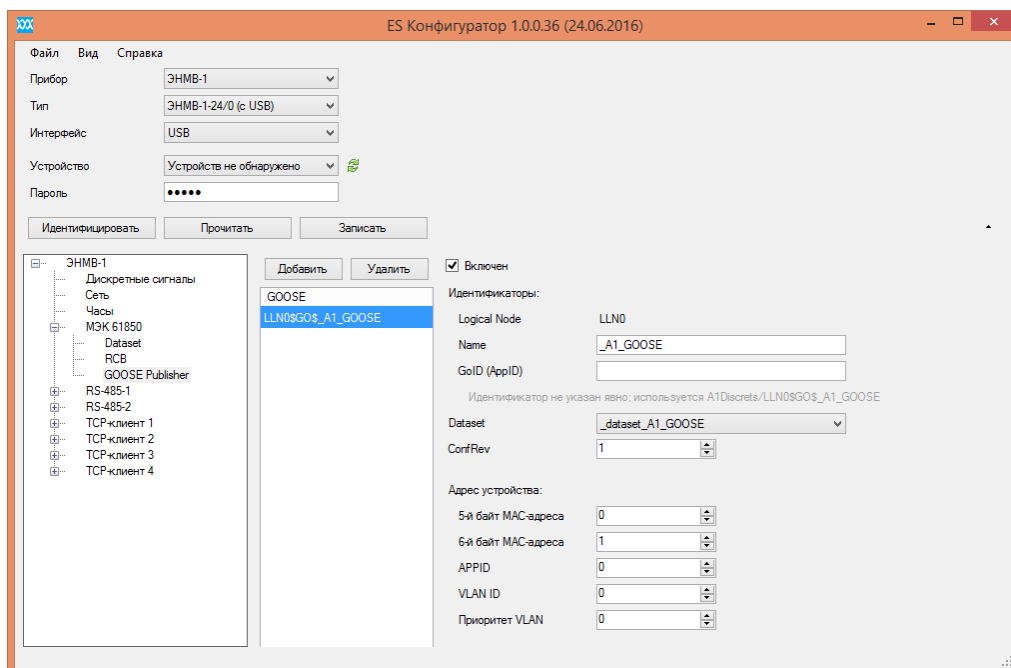 ES Конфигуратор 1.0.0.36 (24.06.2016)
Файл Вид Справка
Прибор ЭНМВ-1
Тип ЭНМВ-1-24/0 (с USB)
Интерфейс USB
Устройство Устройств не обнаружено
Пароль •••••
Идентифицировать Прочитать Записать
ЭНМВ-1
Дискретные сигналы
Сеть
Часы
МЭК 61850
Dataset
RCB
GOOSE Publisher
RS-485-1
RS-485-2
TCP-клиент 1
TCP-клиент 2
TCP-клиент 3
TCP-клиент 4
Добавить Удалить
GOOSE
LLN0$GO$_A1_GOOSE
Включен
Идентификаторы:
Logical Node LLN0
Name _A1_GOOSE
GoID (AppID)
Идентификатор не указан явно; используется A1Discrets/LLN0$GO$_A1_GOOSE
Dataset _dataset_A1_GOOSE
ConfRev 1
Адрес устройства:
5-й байт MAC-адреса 0
6-й байт MAC-адреса 1
APPID 0
VLAN ID 0
Приоритет VLAN 0